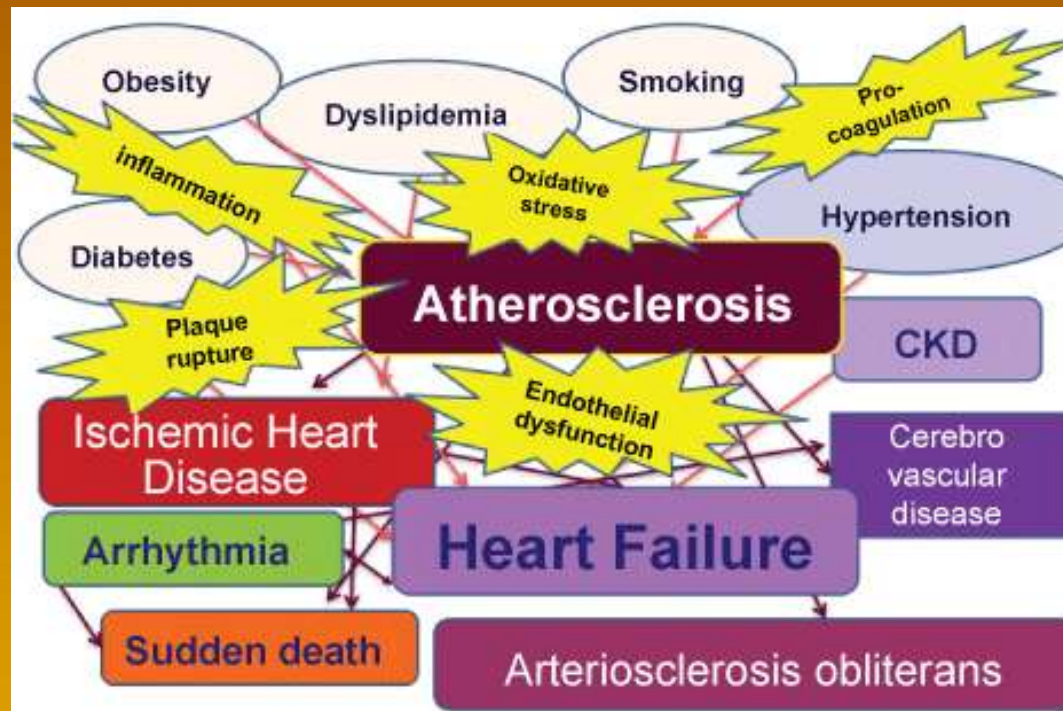 Obesity
Dyslipidemia
Smoking
Pro-
coagulation
inflammation
Oxidative
stress
Hypertension
Diabetes
Atherosclerosis
Plaque
rupture
CKD
Endothelial
dysfunction
Ischemic Heart
Disease
Cerebro
vascular
disease
Arrhythmia
Heart Failure
Sudden death
Arteriosclerosis obliterans